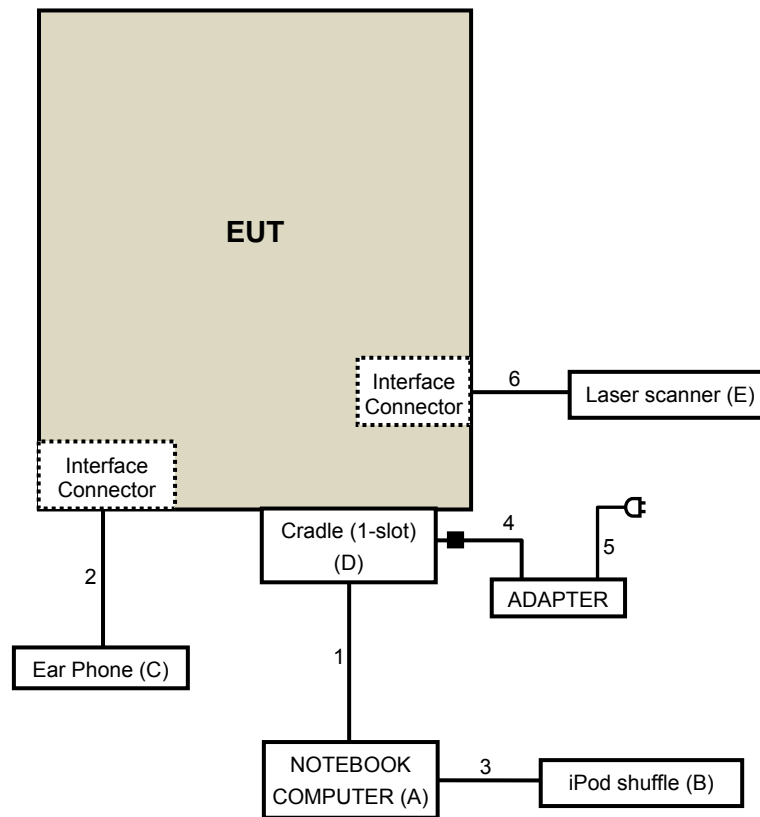 EUT
Interface
Connector
6
Laser scanner (E)
Interface
Connector
Cradle (1-slot)
(D)
4
5
ADAPTER
2
1
Ear Phone (C)
NOTEBOOK
COMPUTER (A)
3
iPod shuffle (B)